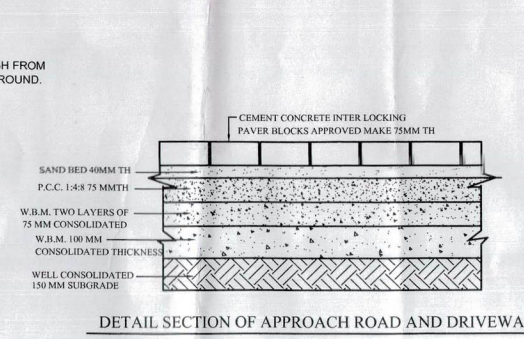 GH FROM
ROUND.
CEMENT CONCRETE INTER LOCKING
PAVER BLOCKS APPROVED MAKE 75MM TH
SAND BED 40MM TH
P.C.C. 1:4:8 75 MMTH
W.B.M. TWO LAYERS OF
75 MM CONSOLIDATED
W.B.M. 100 MM
CONSOLIDATED THICKNESS
WELL CONSOLIDATED
150 MM SUBGRADE
DETAIL SECTION OF APPROACH ROAD AND DRIVEWA